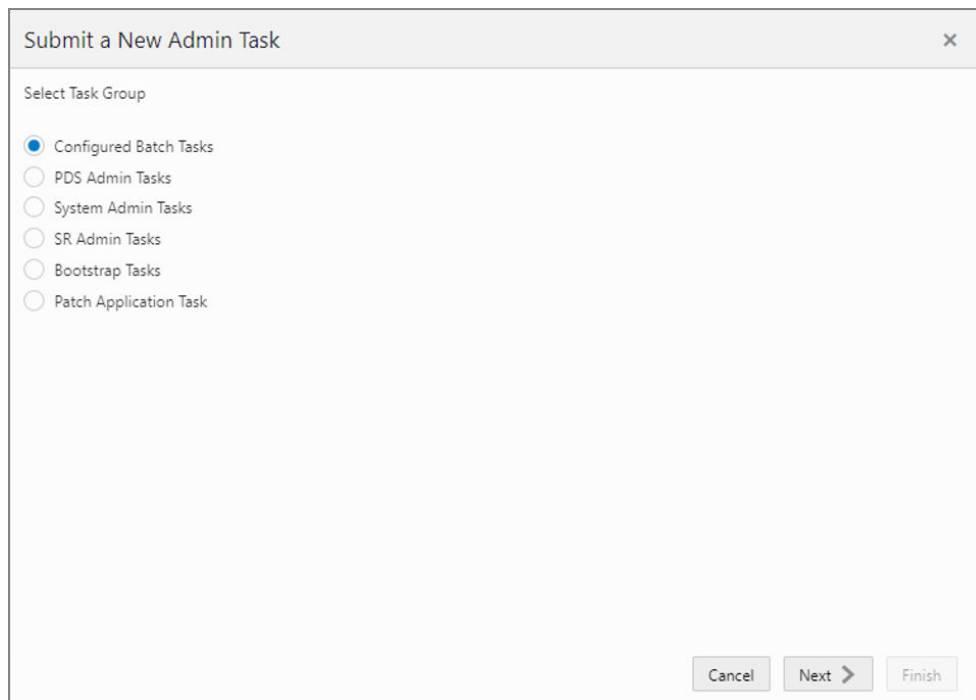 Submit a New Admin Task
Select Task Group
Configured Batch Tasks
PDS Admin Tasks
System Admin Tasks
SR Admin Tasks
Bootstrap Tasks
Patch Application Task
Cancel Next Finish